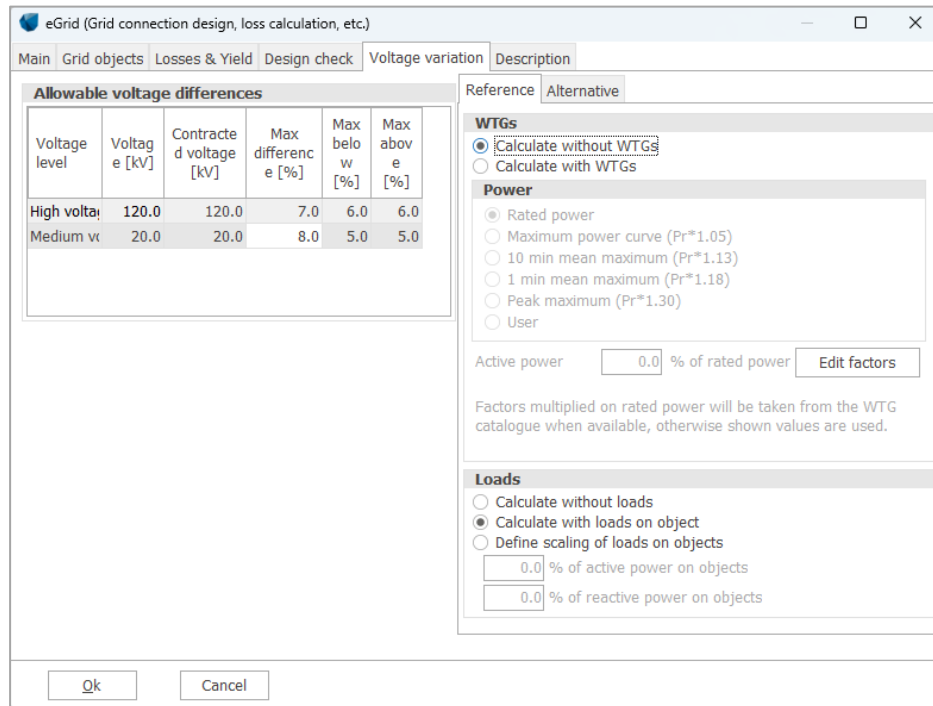 eGrid (Grid connection design, loss calculation, etc.)
Main Grid objects Losses & Yield Design check Voltage variation Description
Allowable voltage differences
Voltage
level
Voltag
e [kV]
Contracte
d voltage
[kV]
Max
differenc
e [%]
Max
belo
w
[%]
Max
abov
e
[%]
High voltag 120.0 120.0 7.0 6.0 6.0
Medium vo 20.0 20.0 8.0 5.0 5.0
Reference Alternative
WTGs
Calculate without WTGs
Calculate with WTGs
Power
Rated power
Maximum power curve (Pr*1.05)
10 min mean maximum (Pr*1.13)
1 min mean maximum (Pr*1.18)
Peak maximum (Pr*1.30)
User
Active power 0.0 % of rated power Edit factors
Factors multiplied on rated power will be taken from the WTG
catalogue when available, otherwise shown values are used.
Loads
Calculate without loads
Calculate with loads on object
Define scaling of loads on objects
0.0 % of active power on objects
0.0 % of reactive power on objects
Ok Cancel